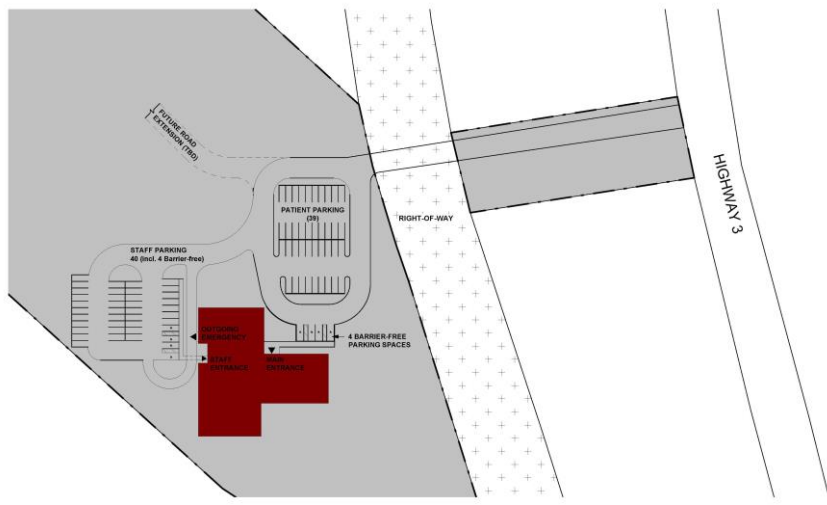 FUTURE ROAD
EXTENSION (TBD)
PATIENT PARKING
(39)
RIGHT-OF-WAY
HIGHWAY 3
STAFF PARKING
40 (incl. 4 Barrier-free)
OUTGOING
EMERGENCY
4 BARRIER-FREE
PARKING SPACES
STAFF
ENTRANCE
MAIN
ENTRANCE